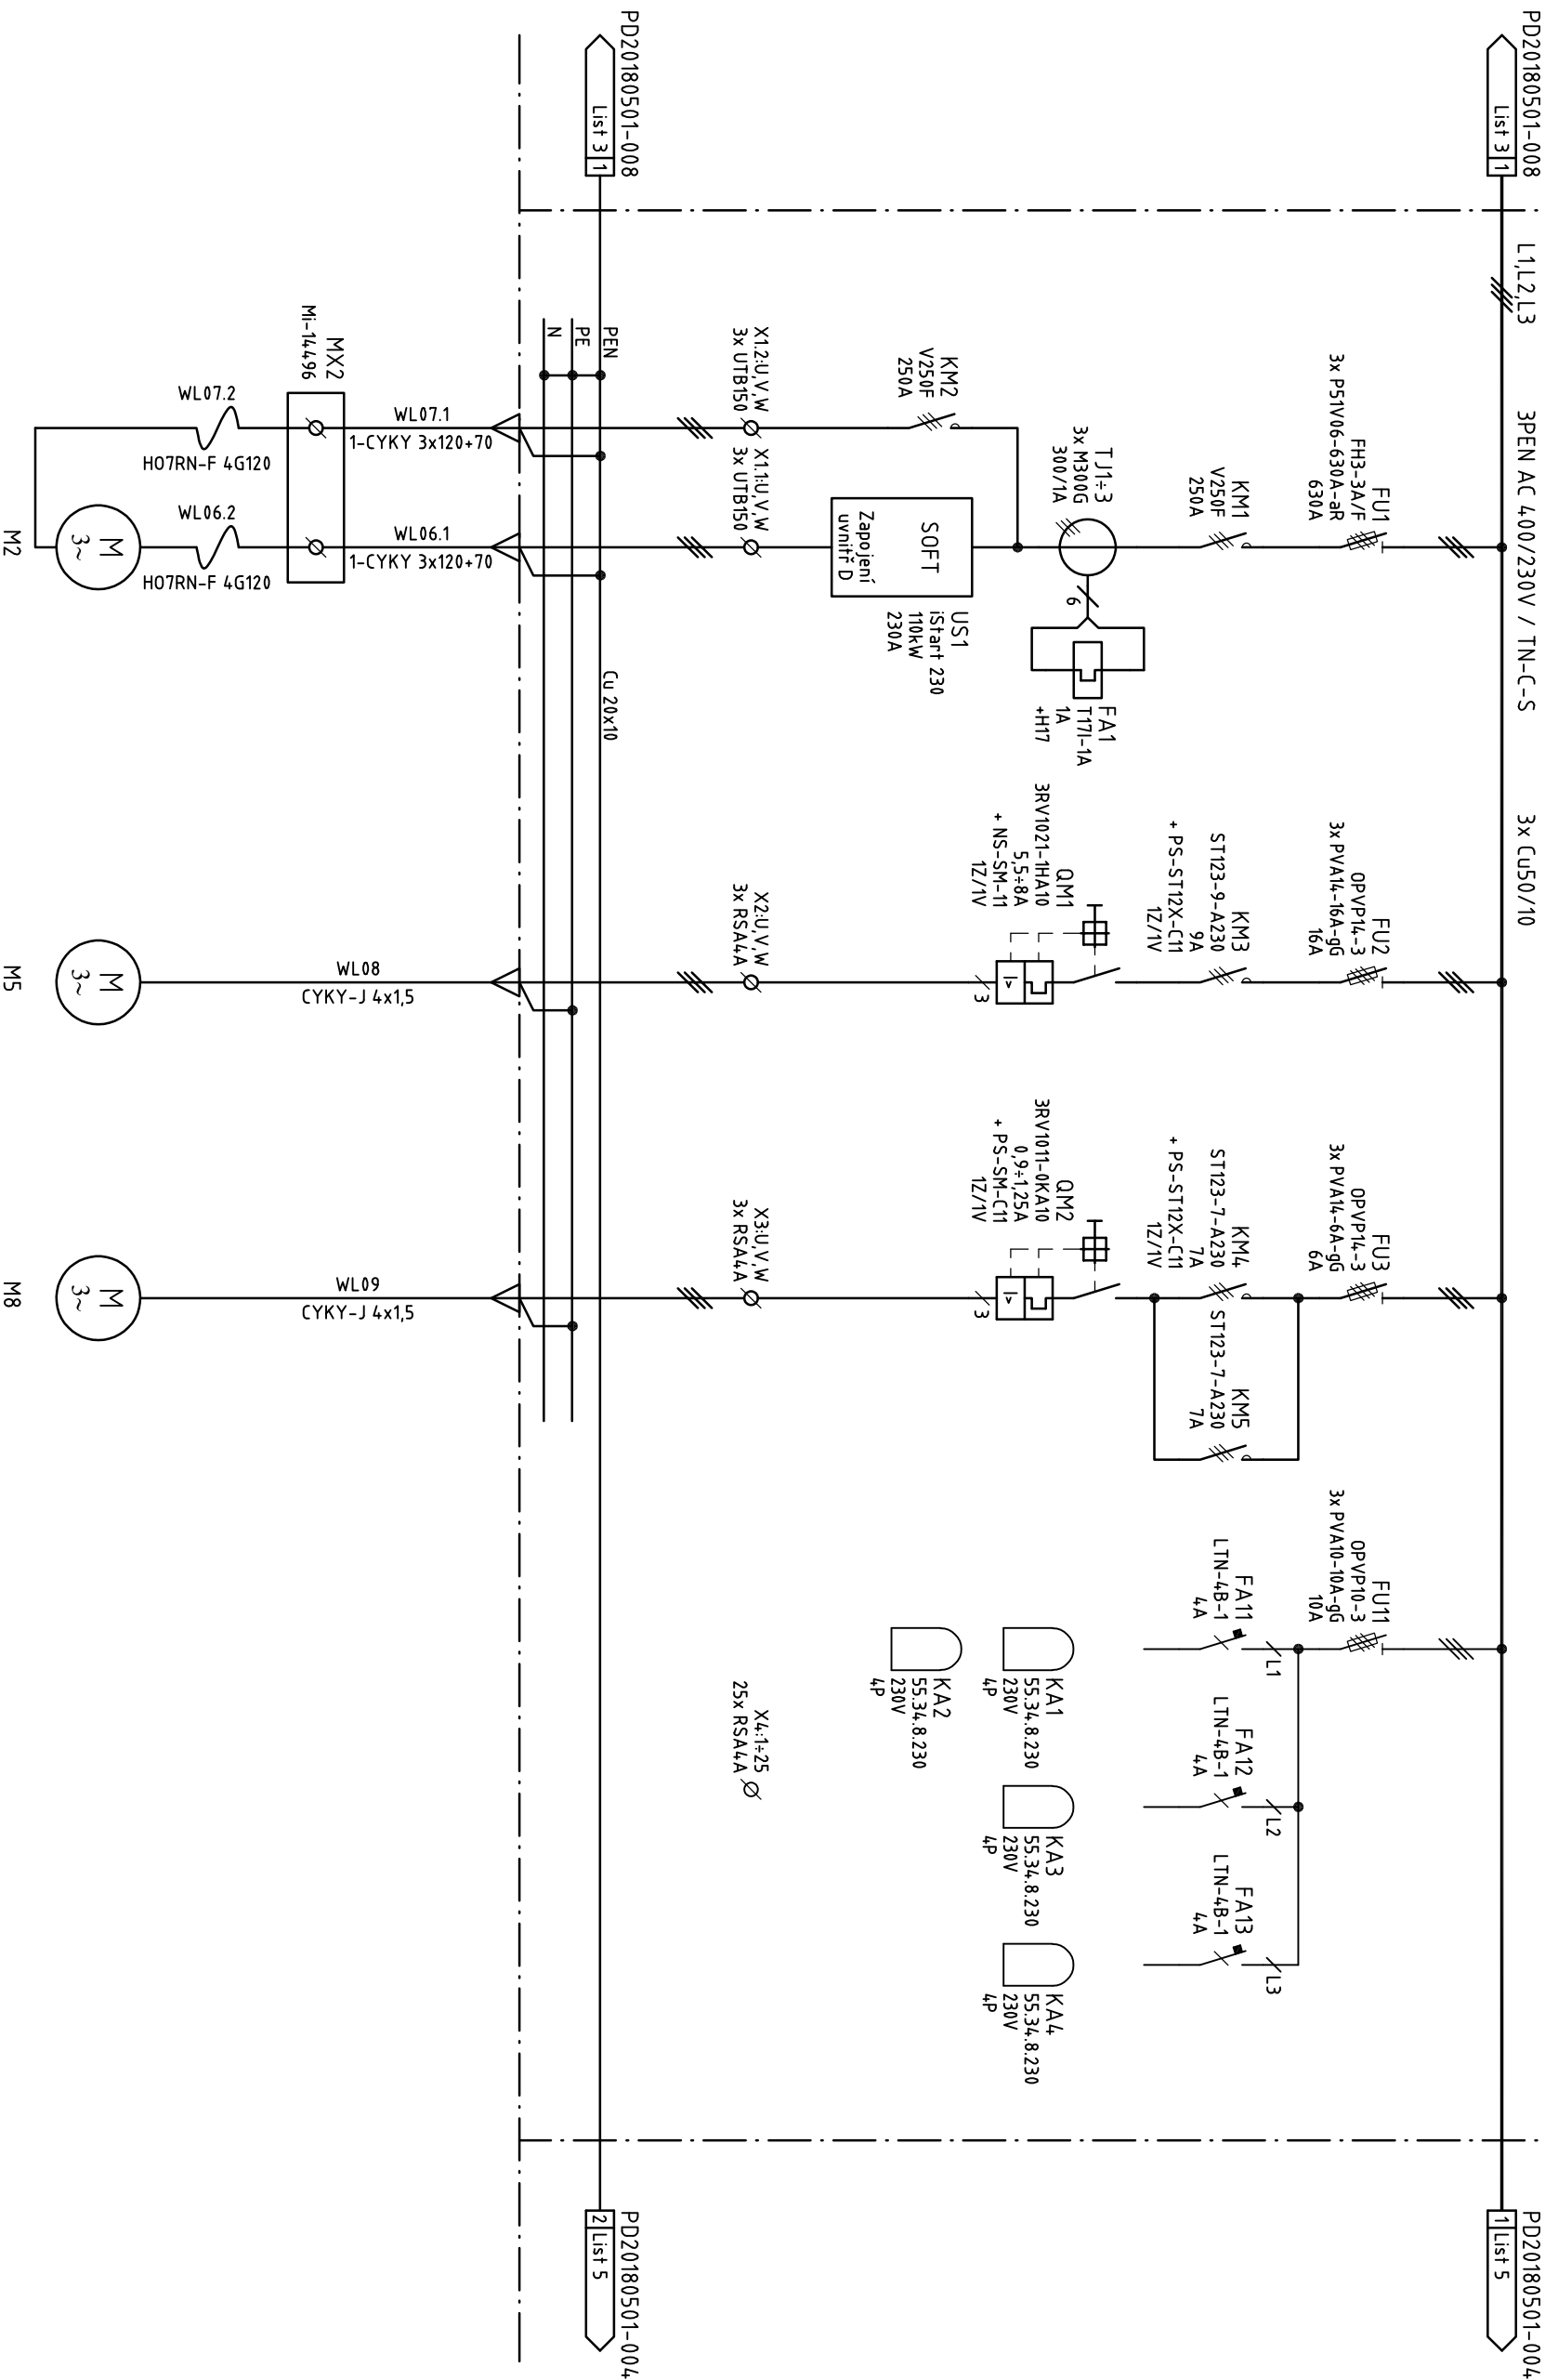 PD20180501-008
List 3 1
L1,L2,L3
3PEN AC 400/230V / TN-C-S
3x Cu50/10
PD20180501-004
1 List 5
FU1
FH3-3A/F
3x P51V06-630A-aR
630A
FU2
OPVP14-3
3x PVA14-16A-gG
16A
FU3
OPVP14-3
3x PVA14-6A-gG
6A
FU11
OPVP10-3
3x PVA10-10A-gG
10A
KM1
V250F
250A
KM3
ST123-9-A230
9A
+ PS-ST12X-C11
1Z/1V
KM4
ST123-7-A230
7A
+ PS-ST12X-C11
1Z/1V
KM5
ST123-7-A230
7A
L1
L2
L3
FA11
LTN-4B-1
4A
FA12
LTN-4B-1
4A
FA13
LTN-4B-1
4A
TJ1÷3
3x M300G
300/1A
6
FA1
T17I-1A
1A
+H17
QM1
3RV1021-1HA10
5,5÷8A
+ NS-SM-11
1Z/1V
I>
3
QM2
3RV1011-0KA10
0,9÷1,25A
+ PS-SM-C11
1Z/1V
I>
3
KA1
55.34.8.230
230V
4P
KA3
55.34.8.230
230V
4P
KA4
55.34.8.230
230V
4P
KM2
V250F
250A
SOFT
Zapojení
uvnitř D
US1
iStart 230
110kW
230A
KA2
55.34.8.230
230V
4P
X1.2:U,V,W
3x UTB150
X1.1:U,V,W
3x UTB150
X2:U,V,W
3x RSA4A
X3:U,V,W
3x RSA4A
X4:1÷25
25x RSA4A
PD20180501-008
List 3 1
PEN
PE
N
Cu 20x10
PD20180501-004
2 List 5
WL07.1
1-CYKY 3x120+70
WL06.1
1-CYKY 3x120+70
WL08
CYKY-J 4x1,5
WL09
CYKY-J 4x1,5
MX2
Mi-14496
WL07.2
HO7RN-F 4G120
WL06.2
HO7RN-F 4G120
M
3~
M
3~
M
3~
M2
M5
M8